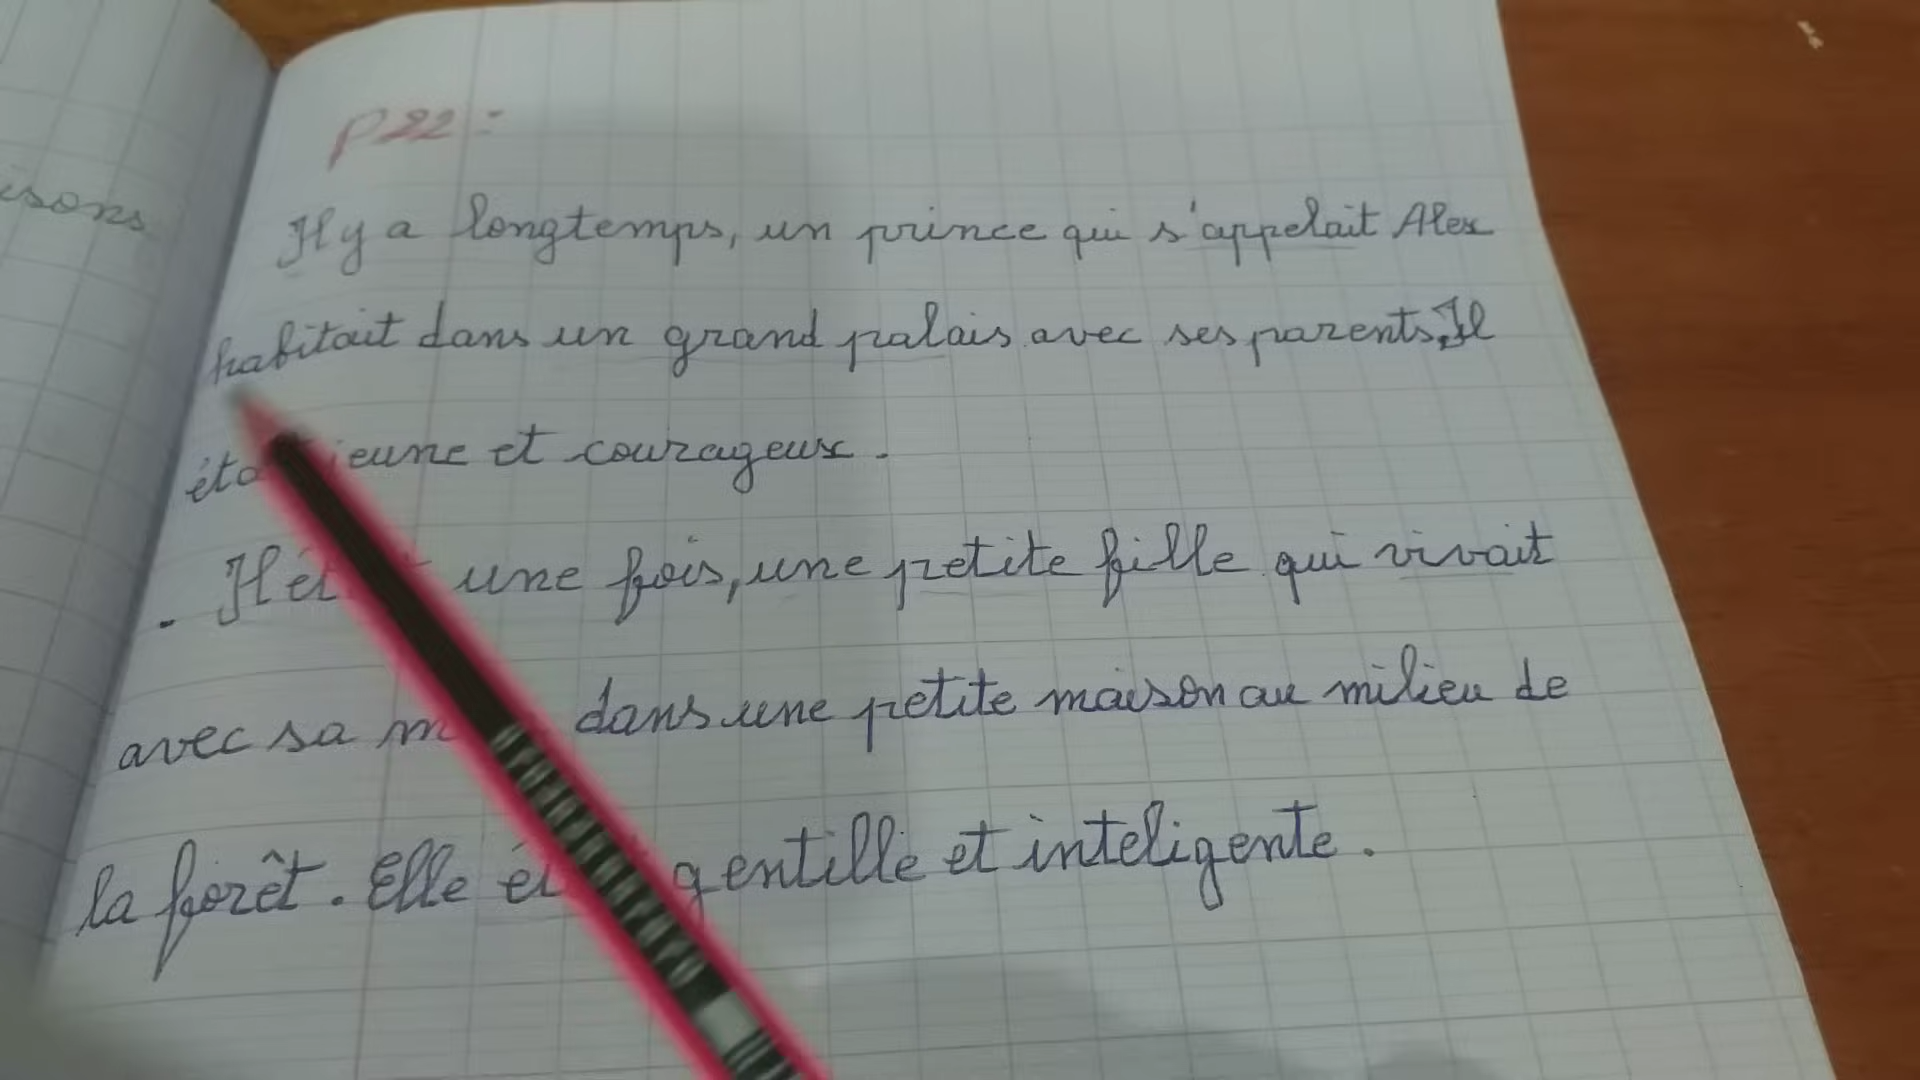 isons
P22:
Il y a longtemps, un prince qui s'appelait Alex
habitait dans un grand palais avec ses parents. Il
jeune et courageux.
- Il une fois, une petite fille qui vivait
avec sa dans une petite maison au milieu de
la forêt. Elle gentille et inteligente.